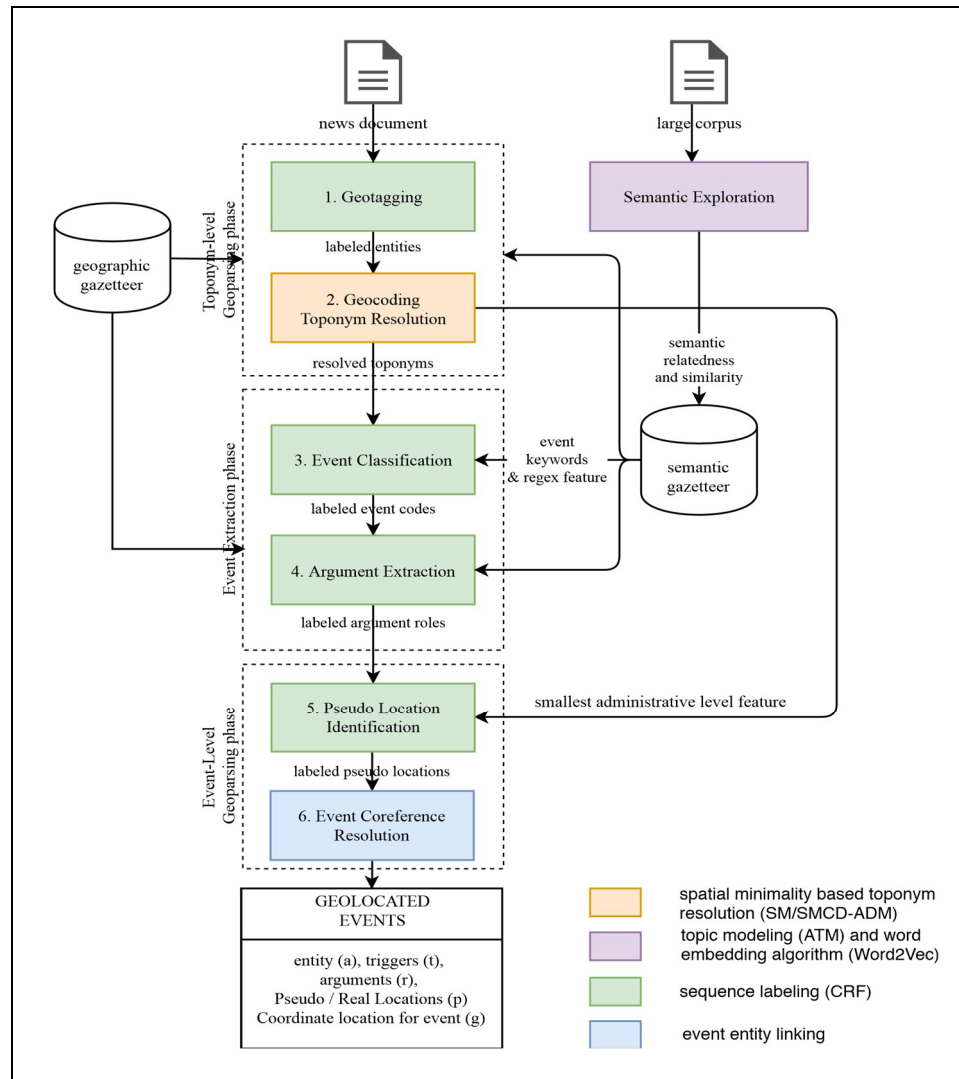 news document
large corpus
1. Geotagging
Semantic Exploration
Toponym-level
Geoparsing phase
geographic
gazetteer
labeled entities
2. Geocoding
Toponym Resolution
resolved toponyms
semantic
relatedness
and similarity
Event Extraction phase
3. Event Classification
event
keywords
& regex feature
semantic
gazetteer
labeled event codes
4. Argument Extraction
labeled argument roles
Event-Level
Geoparsing phase
5. Pseudo Location
Identification
smallest administrative level feature
labeled pseudo locations
6. Event Coreference
Resolution
GEOLOCATED
EVENTS
entity (a), triggers (t),
arguments (r),
Pseudo / Real Locations (p)
Coordinate location for event (g)
spatial minimality based toponym
resolution (SM/SMCD-ADM)
topic modeling (ATM) and word
embedding algorithm (Word2Vec)
sequence labeling (CRF)
event entity linking